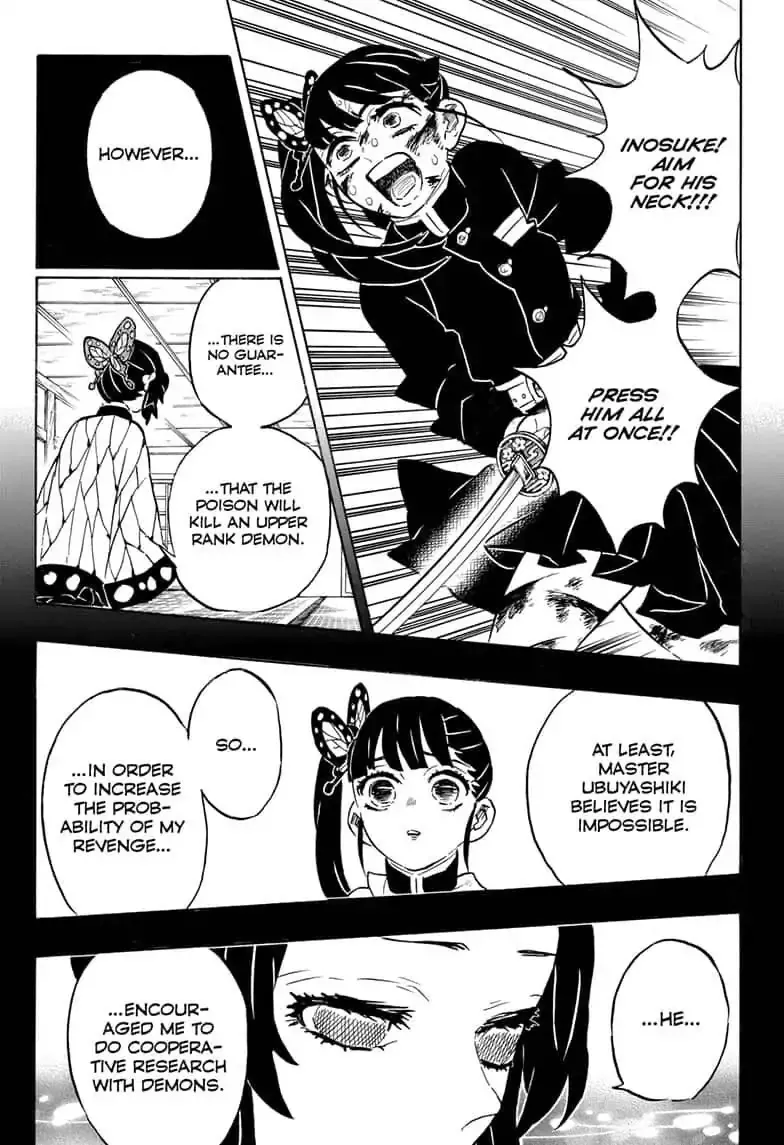 INOSUKE!
AIM
FOR HIS
NECK!!!
PRESS
HIM ALL
AT ONCE!!
HOWEVER...
...THERE IS
NO GUAR-
ANTEE...
...THAT THE
POISON WILL
KILL AN UPPER
RANK DEMON.
AT LEAST,
MASTER
UBUYASHIKI
BELIEVES IT IS
IMPOSSIBLE.
SO...
...IN ORDER
TO INCREASE
THE PROB-
ABILITY OF MY
REVENGE...
...HE...
...ENCOUR-
AGED ME TO
DO COOPERA-
TIVE RESEARCH
WITH DEMONS.